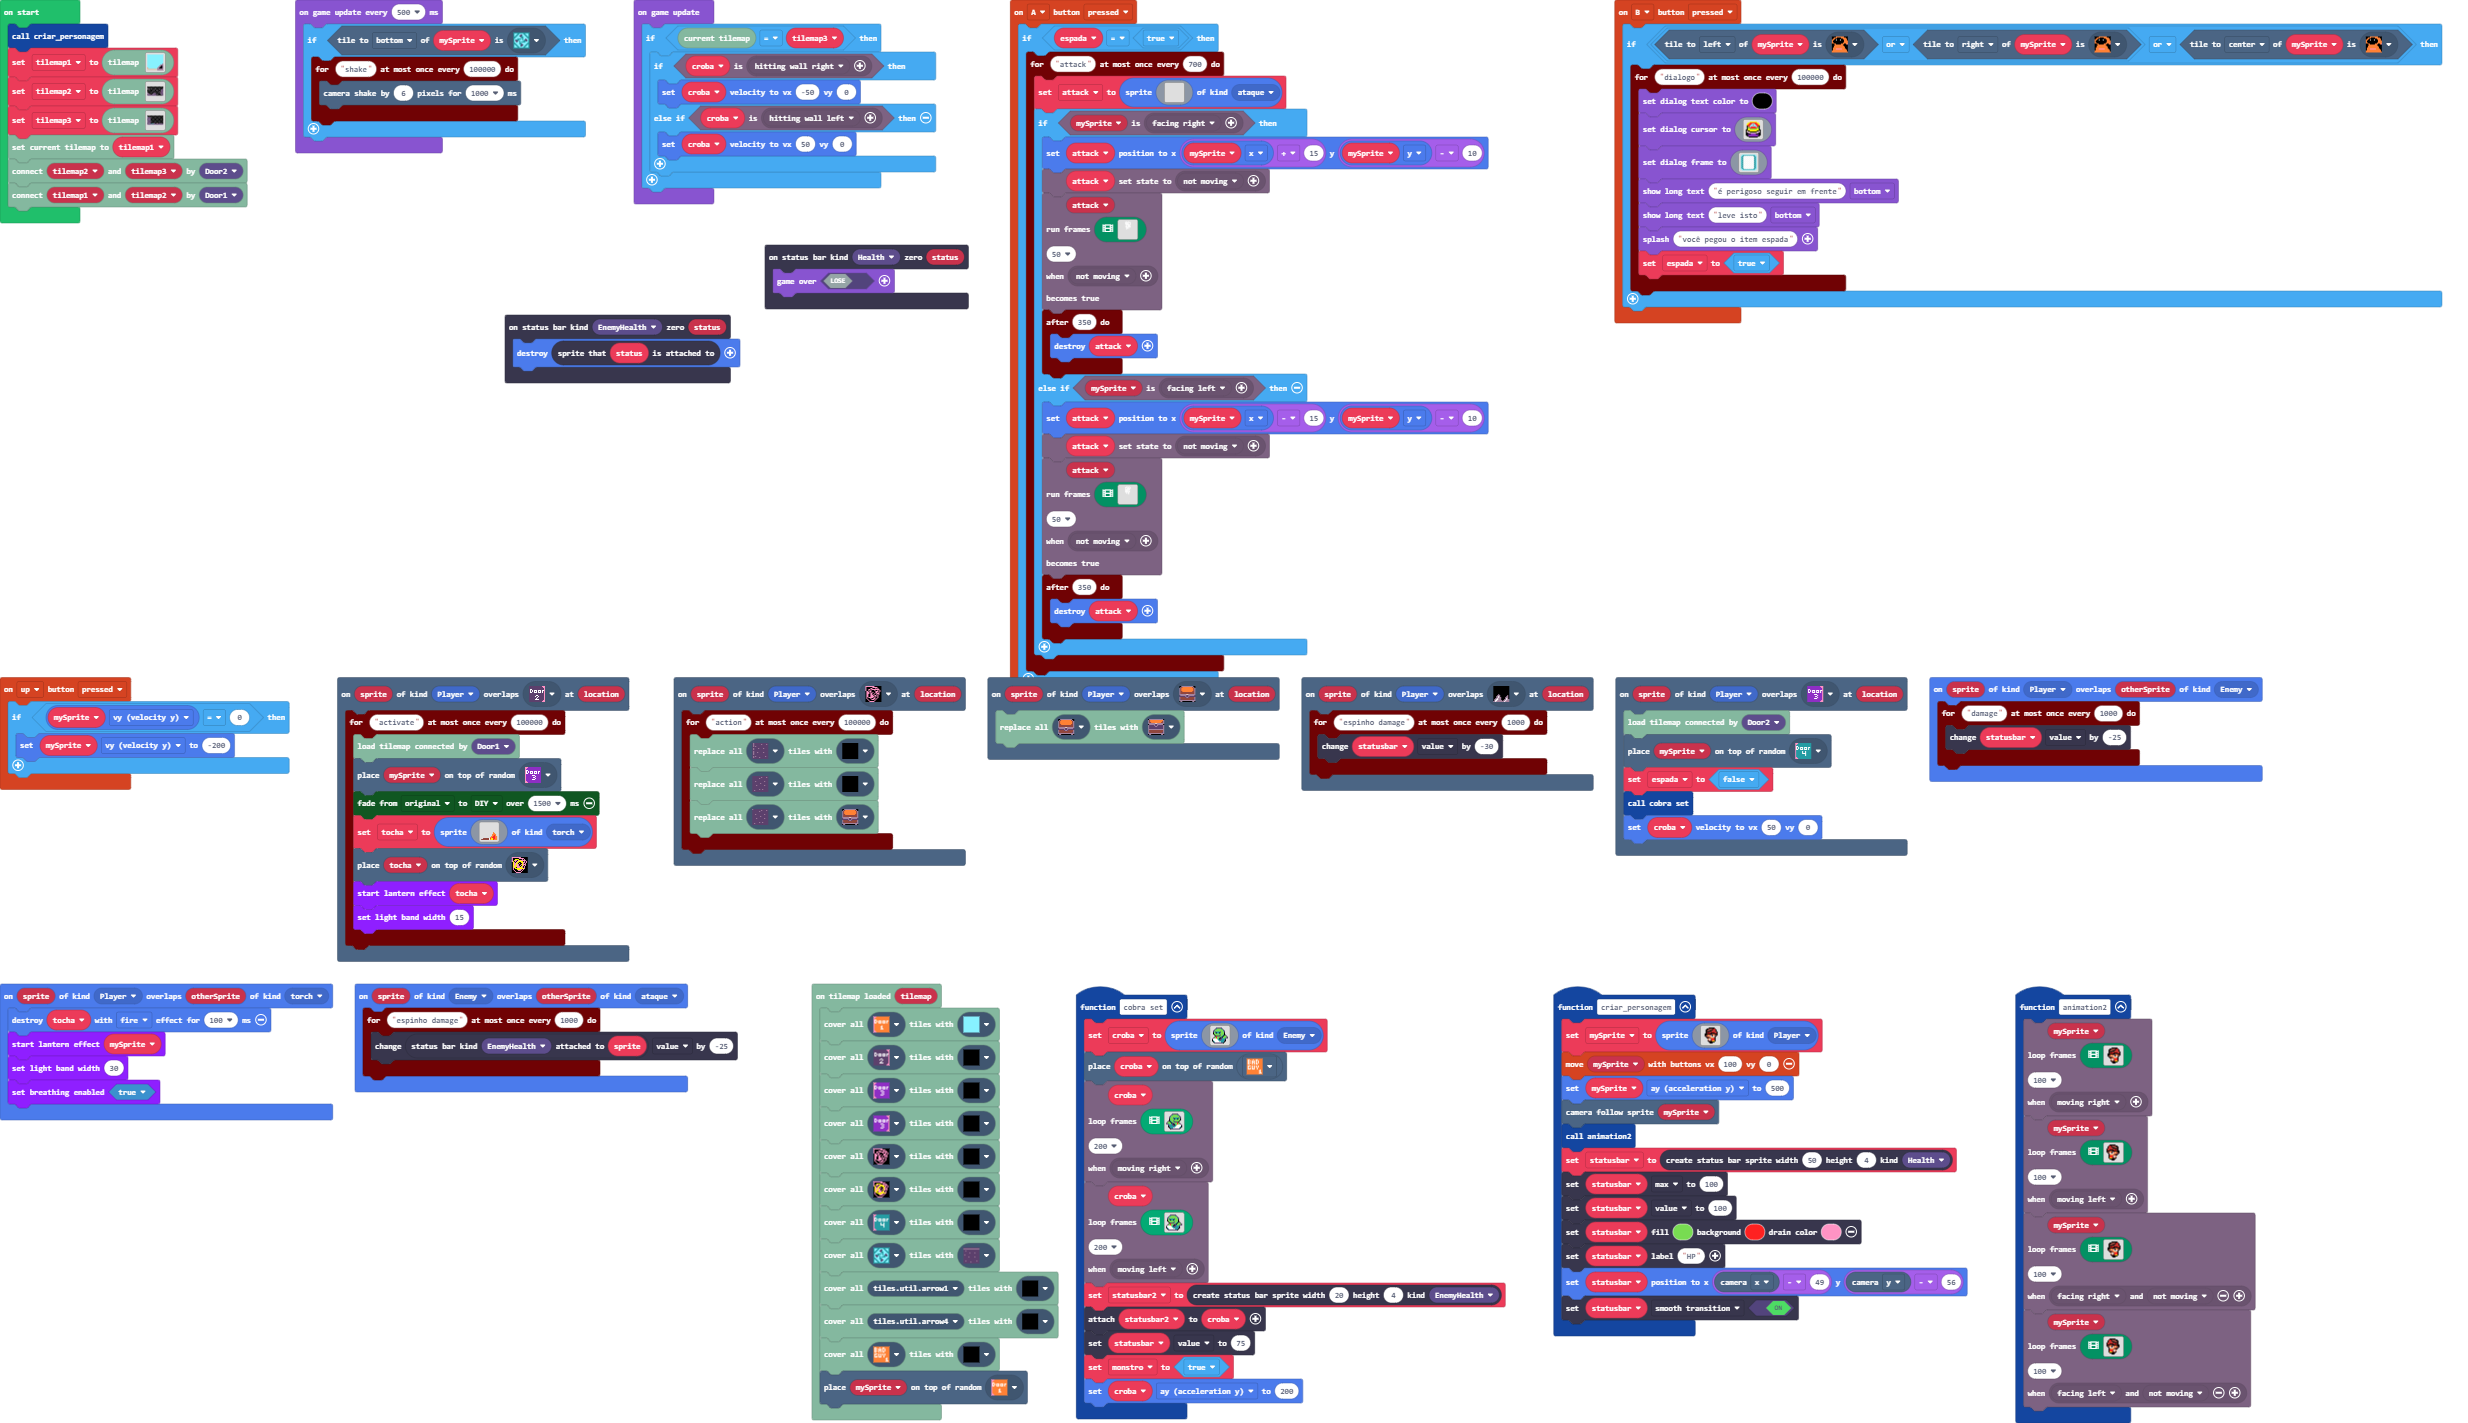 on start
call criar_personagem
set tilemap1 to tilemap
set tilemap2 to tilemap
set tilemap3 to tilemap
set current tilemap to tilemap1
connect tilemap2 and tilemap3 by Door2
connect tilemap1 and tilemap2 by Door1
on game update every 500 ms
if tile to bottom of mySprite is then
for "shake" at most once every 100000 do
camera shake by 6 pixels for 1000 ms
on game update
if current tilemap = tilemap3 then
if croba is hitting wall right then
set croba velocity to vx -50 vy 0
else if croba is hitting wall left then
set croba velocity to vx 50 vy 0
on status bar kind Health zero status
game over LOSE
on status bar kind EnemyHealth zero status
destroy sprite that status is attached to
on A button pressed
if espada = true then
for "attack" at most once every 700 do
set attack to sprite of kind ataque
if mySprite is facing right then
set attack position to x mySprite x + 15 y mySprite y - 10
attack set state to not moving
attack
run frames
50
when not moving
becomes true
after 350 do
destroy attack
else if mySprite is facing left then
set attack position to x mySprite x - 15 y mySprite y - 10
attack set state to not moving
attack
run frames
50
when not moving
becomes true
after 350 do
destroy attack
on B button pressed
if tile to left of mySprite is or tile to right of mySprite is or tile to center of mySprite is then
for "dialogo" at most once every 100000 do
set dialog text color to
set dialog cursor to
set dialog frame to
show long text "é perigoso seguir em frente" bottom
show long text "leve isto" bottom
splash "você pegou o item espada"
set espada to true
on up button pressed
if mySprite vy (velocity y) = 0 then
set mySprite vy (velocity y) to -200
on sprite of kind Player overlaps Door 2 at location
for "activate" at most once every 100000 do
load tilemap connected by Door1
place mySprite on top of random Door 3
fade from original to DIY over 1500 ms
set tocha to sprite of kind torch
place tocha on top of random
start lantern effect tocha
set light band width 15
on sprite of kind Player overlaps at location
for "action" at most once every 100000 do
replace all tiles with
replace all tiles with
replace all tiles with
on sprite of kind Player overlaps at location
replace all tiles with
on sprite of kind Player overlaps at location
for "espinho damage" at most once every 1000 do
change statusbar value by -30
on sprite of kind Player overlaps Door 3 at location
load tilemap connected by Door2
place mySprite on top of random Door 4
set espada to false
call cobra set
set croba velocity to vx 50 vy 0
on sprite of kind Player overlaps otherSprite of kind Enemy
for "damage" at most once every 1000 do
change statusbar value by -25
on sprite of kind Player overlaps otherSprite of kind torch
destroy tocha with fire effect for 100 ms
start lantern effect mySprite
set light band width 30
set breathing enabled true
on sprite of kind Enemy overlaps otherSprite of kind ataque
for "espinho damage" at most once every 1000 do
change status bar kind EnemyHealth attached to sprite value by -25
on tilemap loaded tilemap
cover all Door 1 tiles with
cover all Door 2 tiles with
cover all Door 3 tiles with
cover all Door 3 tiles with
cover all tiles with
cover all tiles with
cover all Door 4 tiles with
cover all tiles with
cover all tiles.util.arrow1 tiles with
cover all tiles.util.arrow4 tiles with
cover all tiles with
place mySprite on top of random Door 1
function cobra set
set croba to sprite of kind Enemy
place croba on top of random
croba
loop frames
200
when moving right
croba
loop frames
200
when moving left
set statusbar2 to create status bar sprite width 20 height 4 kind EnemyHealth
attach statusbar2 to croba
set statusbar value to 75
set monstro to true
set croba ay (acceleration y) to 200
function criar_personagem
set mySprite to sprite of kind Player
move mySprite with buttons vx 100 vy 0
set mySprite ay (acceleration y) to 500
camera follow sprite mySprite
call animation2
set statusbar to create status bar sprite width 50 height 4 kind Health
set statusbar max to 100
set statusbar value to 100
set statusbar fill background drain color
set statusbar label "HP"
set statusbar position to x camera x - 49 y camera y - 56
set statusbar smooth transition ON
function animation2
mySprite
loop frames
100
when moving right
mySprite
loop frames
100
when moving left
mySprite
loop frames
100
when facing right and not moving
mySprite
loop frames
100
when facing left and not moving